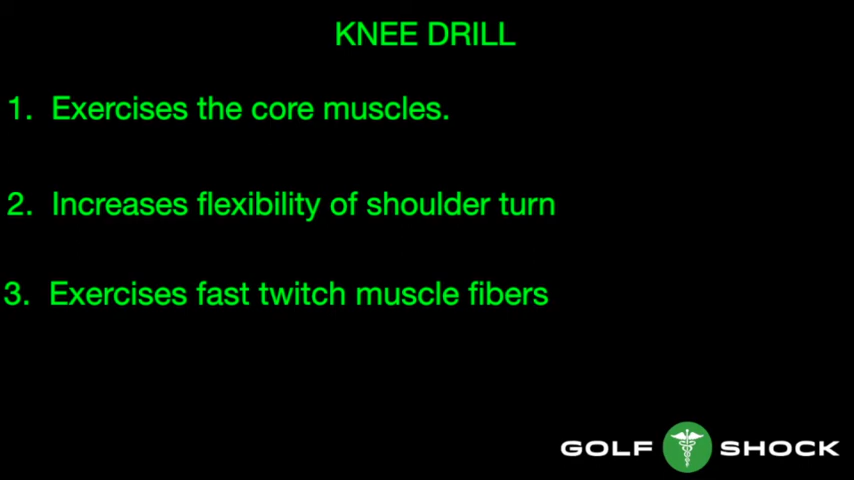 KNEE DRILL
1. Exercises the core muscles.
2. Increases flexibility of shoulder turn
3. Exercises fast twitch muscle fibers
GOLF SHOCK